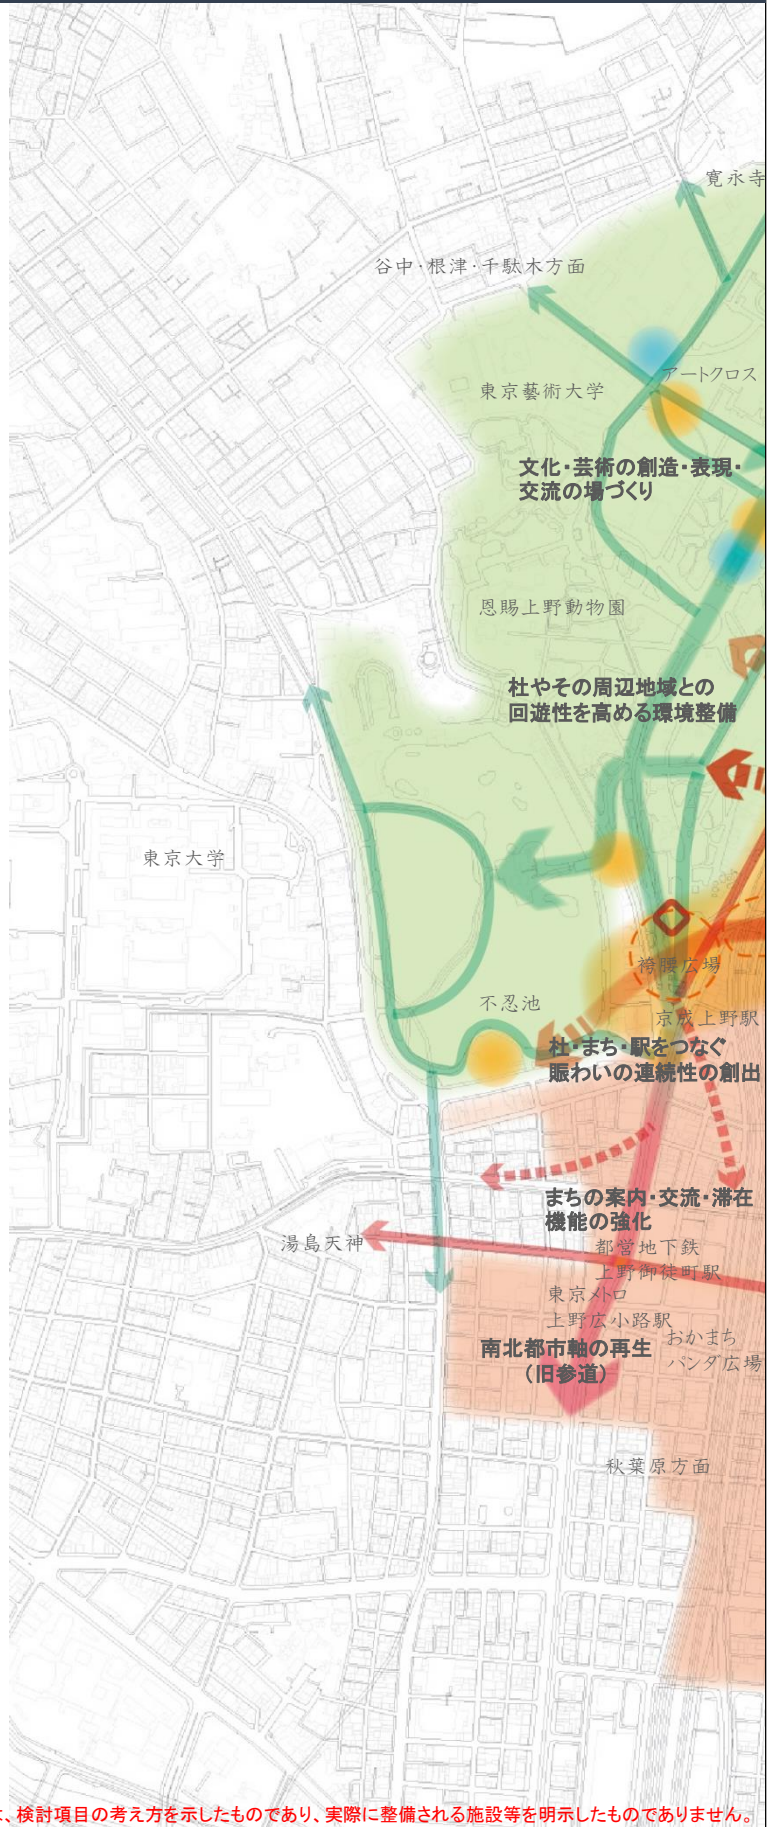 寛永寺
谷中・根津・千駄木方面
アートクロス
東京藝術大学
文化・芸術の創造・表現・
交流の場づくり
恩賜上野動物園
杜やその周辺地域との
回遊性を高める環境整備
東京大学
袴腰広場
不忍池
京成上野駅
杜・まち・駅をつなぐ
賑わいの連続性の創出
まちの案内・交流・滞在
機能の強化
湯島天神
都営地下鉄
上野御徒町駅
東京メトロ
上野広小路駅
おかまち
パンダ広場
南北都市軸の再生
（旧参道）
秋葉原方面
、検討項目の考え方を示したものであり、実際に整備される施設等を明示したものでありません。